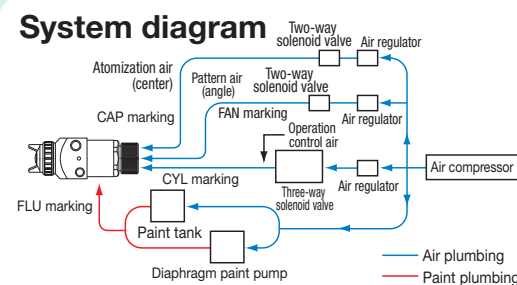 System diagram
Two-way
solenoid valve
Air regulator
Atomization air
(center)
Pattern air
(angle)
Two-way
solenoid valve
CAP marking
FAN marking
Air regulator
Operation
control air
CYL marking
Three-way
solenoid valve
Air regulator
Air compressor
FLU marking
Paint tank
Diaphragm paint pump
Air plumbing
Paint plumbing